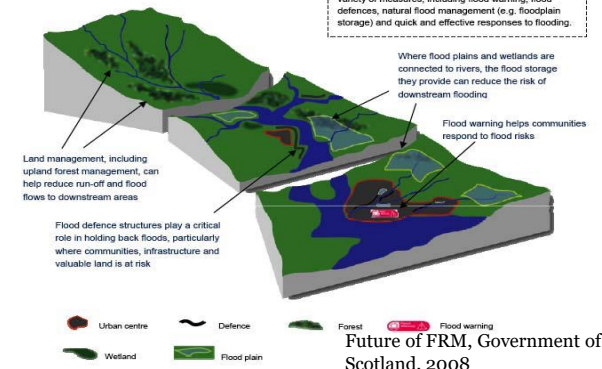 variety of measures, including flood warning, flood
defences, natural flood management (e.g. floodplain
storage) and quick and effective responses to flooding.
Where flood plains and wetlands are
connected to rivers, the flood storage
they provide can reduce the risk of
downstream flooding
Flood warning helps communities
respond to flood risks
Land management, including
upland forest management, can
help reduce run-off and flood
flows to downstream areas
Flood defence structures play a critical
role in holding back floods, particularly
where communities, infrastructure and
valuable land is at risk
Urban centre
Defence
Forest
Flood warning
Wetland
Flood plain
Future of FRM, Government of
Scotland, 2008